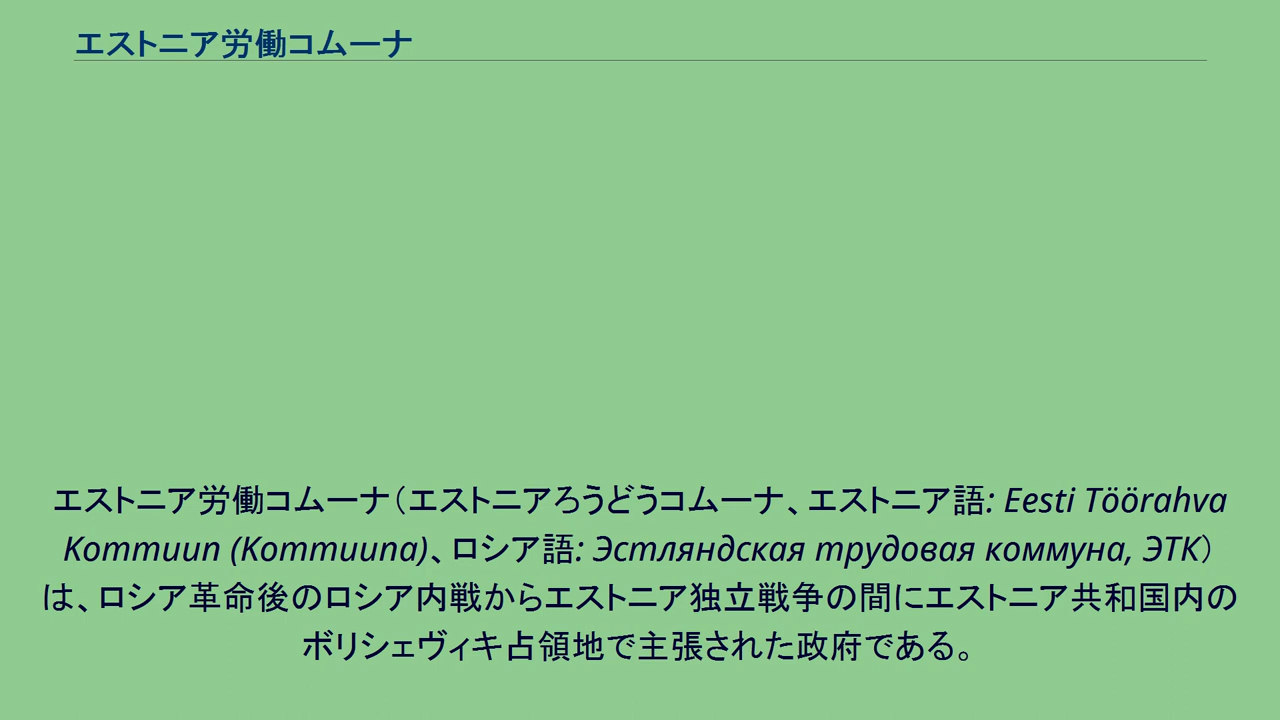 エストニア労働コムーナ
エストニア労働コムーナ（エストニアろうどうコムーナ、エストニア語: Eesti Töörahva
Kommuun (Kommuuna)、ロシア語: Эстляндская трудовая коммуна, ЭТК）
は、ロシア革命後のロシア内戦からエストニア独立戦争の間にエストニア共和国内の
ボリシェヴィキ占領地で主張された政府である。